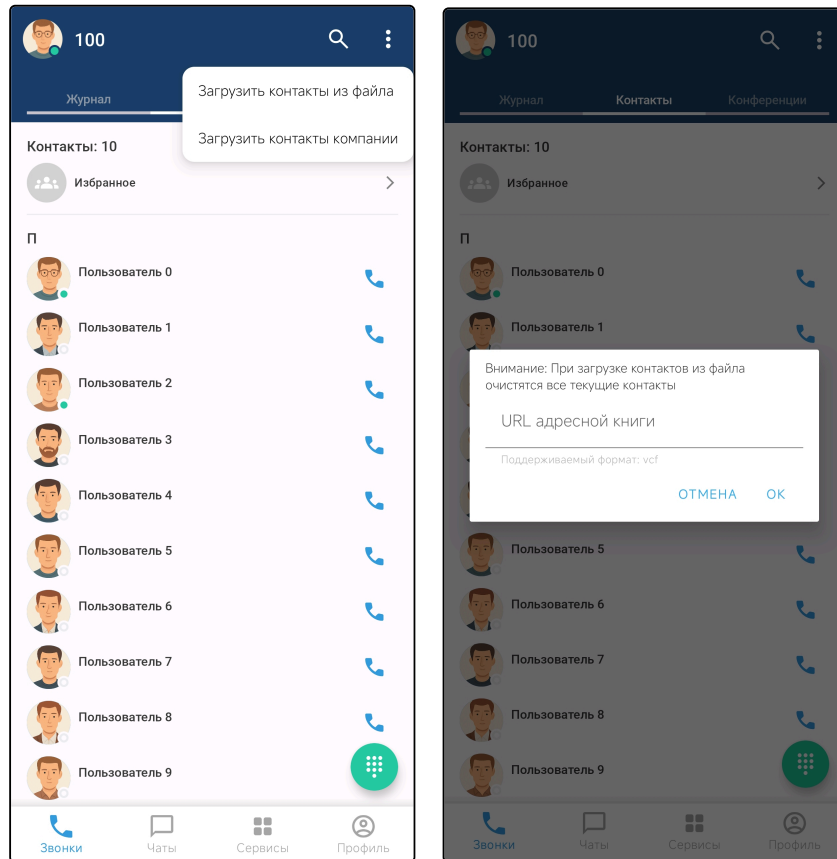 100
Журнал
Загрузить контакты из файла
Загрузить контакты компании
Контакты: 10
Избранное
П
Пользователь 0
Пользователь 1
Пользователь 2
Пользователь 3
Пользователь 4
Пользователь 5
Пользователь 6
Пользователь 7
Пользователь 8
Пользователь 9
Звонки
Чаты
Сервисы
Профиль
100
Журнал
Контакты
Конференции
Контакты: 10
Избранное
П
Пользователь 0
Пользователь 1
Внимание: При загрузке контактов из файла
очистятся все текущие контакты
URL адресной книги
Поддерживаемый формат: vcf
ОТМЕНА
ОК
Пользователь 5
Пользователь 6
Пользователь 7
Пользователь 8
Пользователь 9
Звонки
Чаты
Сервисы
Профиль